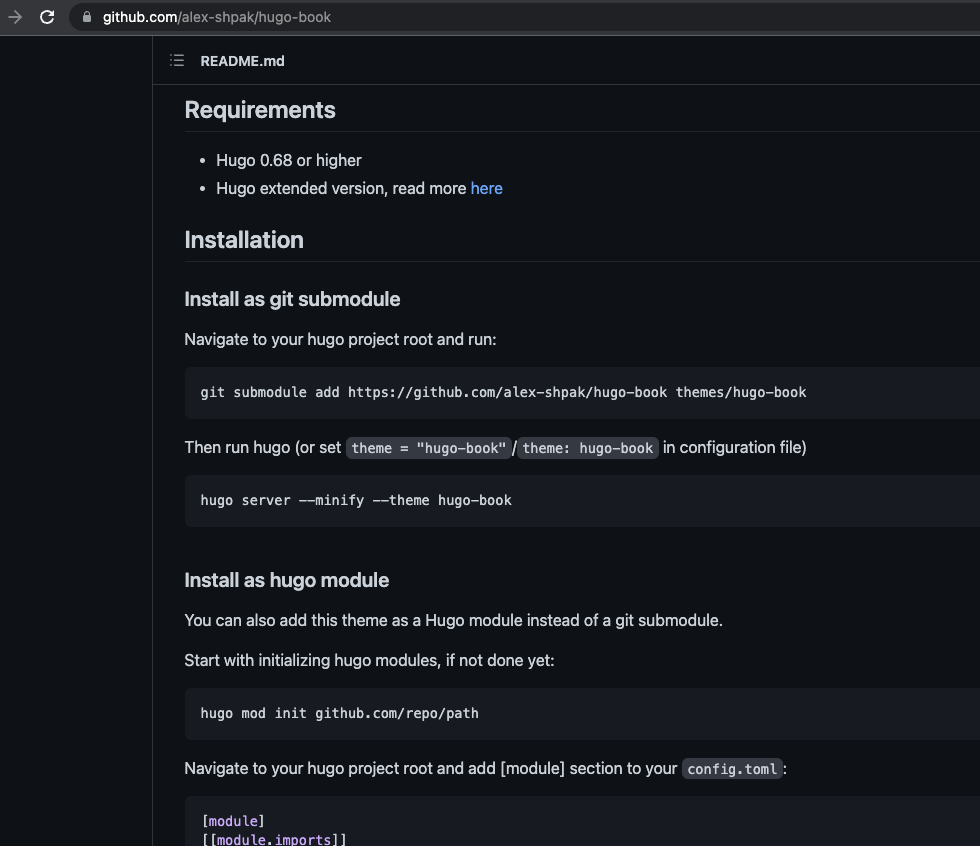 github.com/alex-shpak/hugo-book
README.md
Requirements
• Hugo 0.68 or higher
• Hugo extended version, read more here
Installation
Install as git submodule
Navigate to your hugo project root and run:
git submodule add https://github.com/alex-shpak/hugo-book themes/hugo-book
Then run hugo (or set theme = "hugo-book"/theme: hugo-book in configuration file)
hugo server --minify --theme hugo-book
Install as hugo module
You can also add this theme as a Hugo module instead of a git submodule.
Start with initializing hugo modules, if not done yet:
hugo mod init github.com/repo/path
Navigate to your hugo project root and add [module] section to your config.toml:
[module]
[[module.imports]]